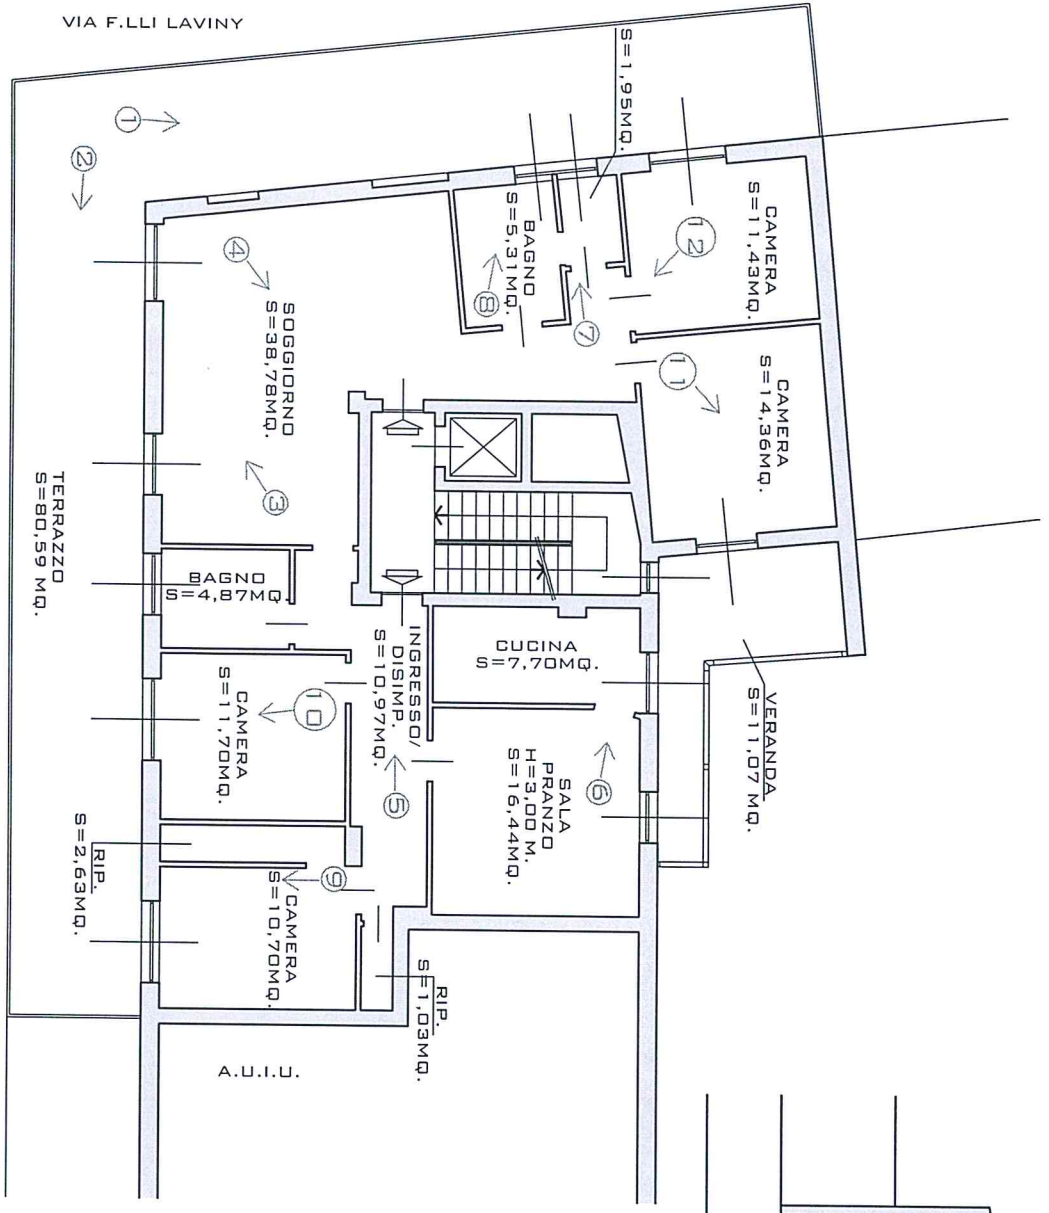 VIA F.LLI LAVINY
S=1,95MQ.
1
2
12
CAMERA
S=11,43MQ.
4
BAGNO
S=5,31MQ.
8
7
SOGGIORNO
S=38,78MQ.
11
CAMERA
S=14,36MQ.
3
TERRAZZO
S=80,59 MQ.
BAGNO
S=4,87MQ.
INGRESSO/
DISIMP.
S=10,97MQ.
CUCINA
S=7,70MQ.
CAMERA
S=11,70MQ.
10
VERANDA
S=11,07 MQ.
5
SALA
PRANZO
H=3,00 M.
S=16,44MQ.
6
RIP.
S=2,63MQ.
9
CAMERA
S=10,70MQ.
RIP.
S=1,03MQ.
A.U.I.U.